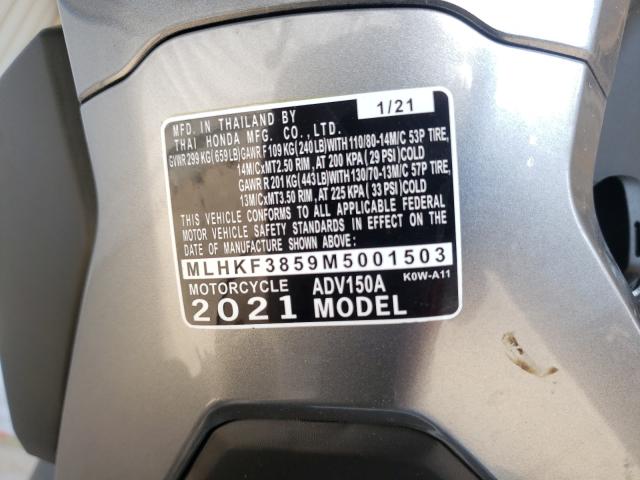 MFD. IN THAILAND BY 1/21
THAI HONDA MFG. CO., LTD.
GVWR 299 KG (659 LB) GAWR F 109 KG (240 LB) WITH 110/80-14M/C 53P TIRE,
14M/CxMT2.50 RIM, AT 200 KPA (29 PSI) COLD
GAWR R 201 KG (443 LB) WITH 130/70-13M/C 57P TIRE,
13M/CxMT3.50 RIM, AT 225 KPA (33 PSI) COLD
THIS VEHICLE CONFORMS TO ALL APPLICABLE FEDERAL
MOTOR VEHICLE SAFETY STANDARDS IN EFFECT ON
THE DATE OF MANUFACTURE SHOWN ABOVE.
MLHKF3859M5001503
MOTORCYCLE ADV150A K0W-A11
2021 MODEL